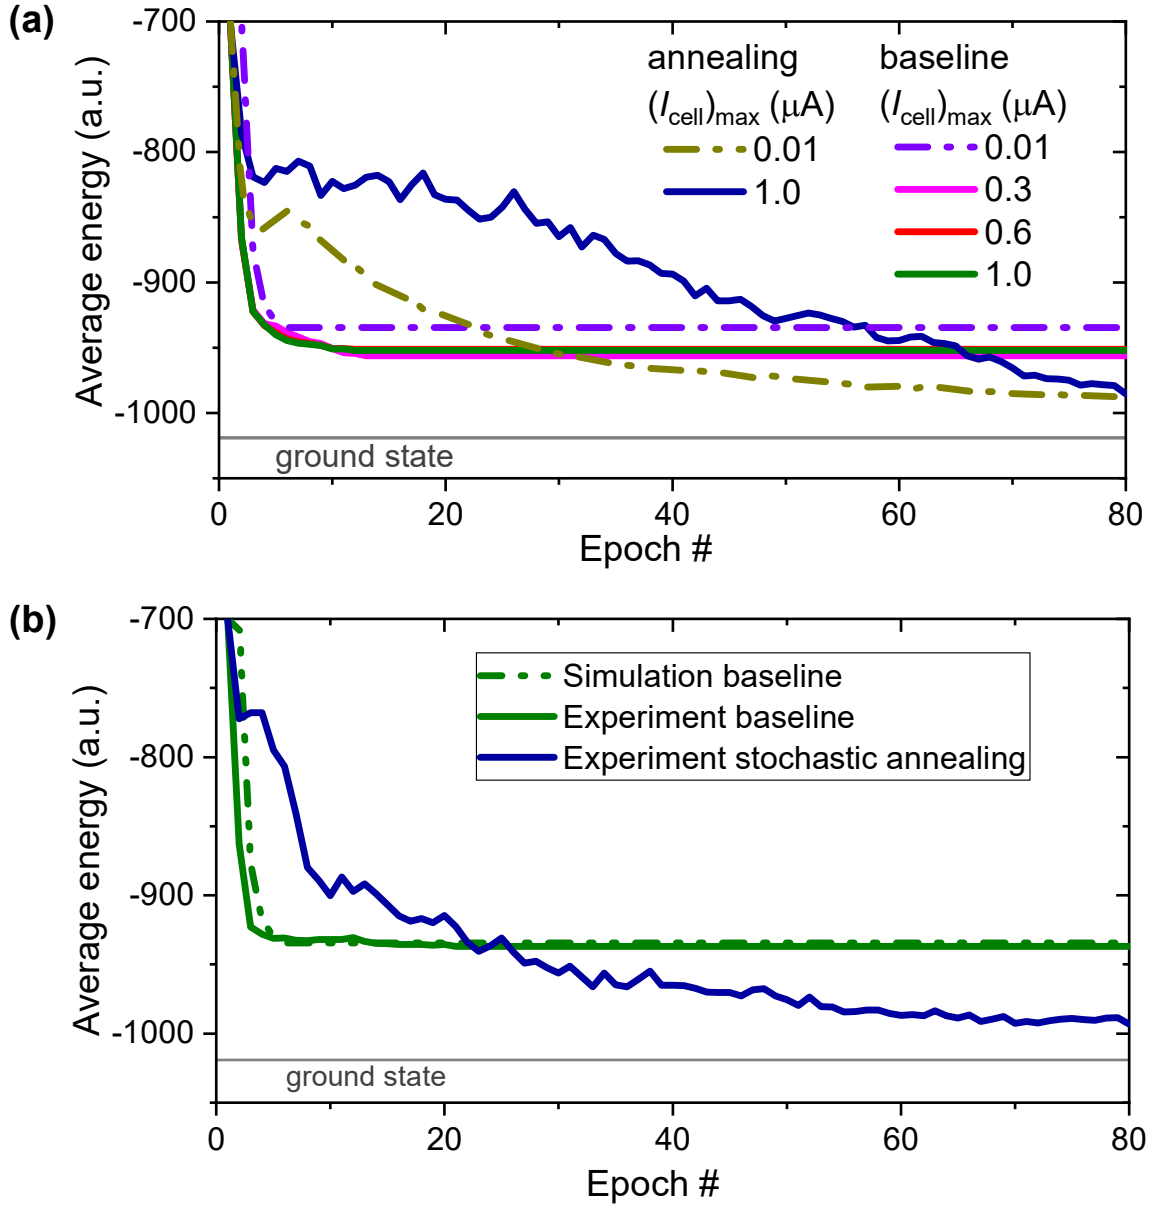 (a)
-700
-800
-900
-1000
Average energy (a.u.)
annealing
(Icell)max (μA)
0.01
1.0
baseline
(Icell)max (μA)
0.01
0.3
0.6
1.0
ground state
0 20 40 60 80
Epoch #
(b)
-700
-800
-900
-1000
Average energy (a.u.)
Simulation baseline
Experiment baseline
Experiment stochastic annealing
ground state
0 20 40 60 80
Epoch #